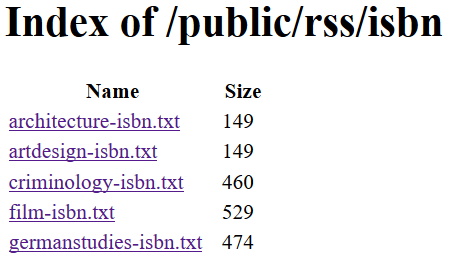 Index of /public/rss/isbn
Name Size
architecture-isbn.txt 149
artdesign-isbn.txt 149
criminology-isbn.txt 460
film-isbn.txt 529
germanstudies-isbn.txt 474